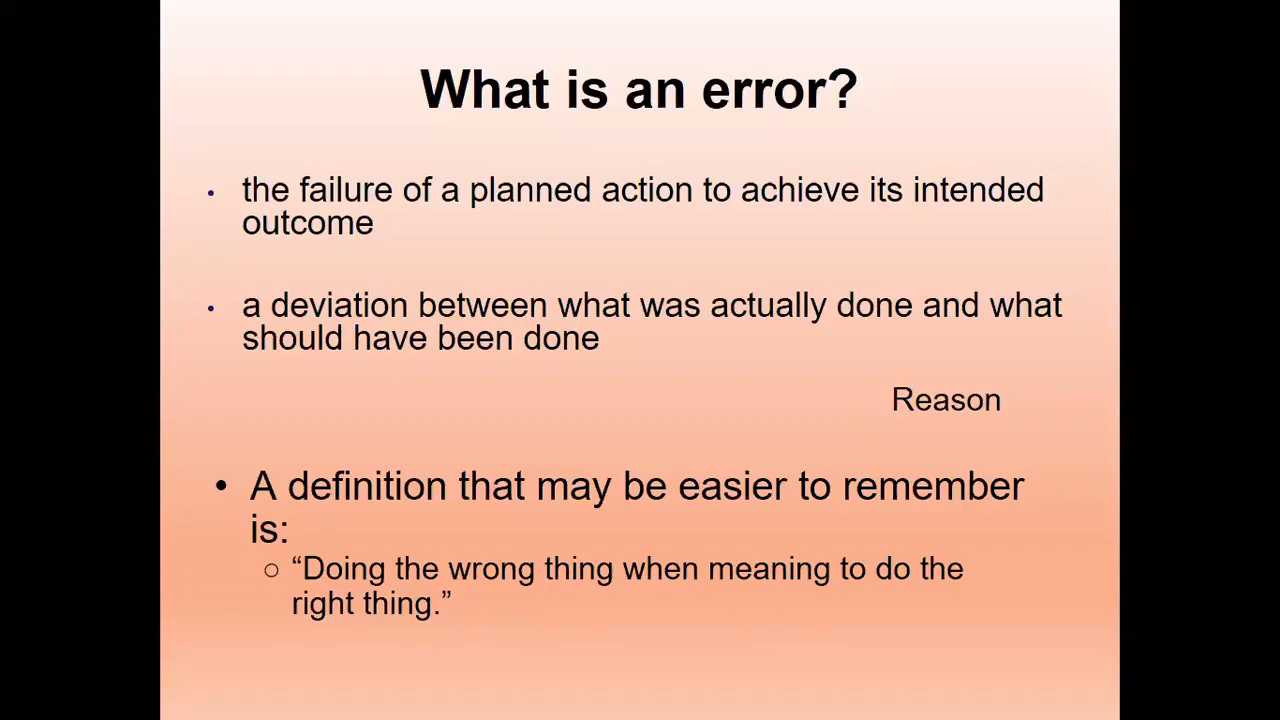 What is an error?
• the failure of a planned action to achieve its intended
outcome
• a deviation between what was actually done and what
should have been done
Reason
• A definition that may be easier to remember
is:
○ “Doing the wrong thing when meaning to do the
right thing.”